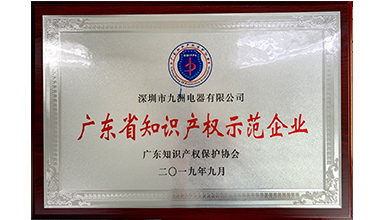 深圳市九洲电器有限公司
广东省知识产权示范企业
广东知识产权保护协会
二〇一九年九月